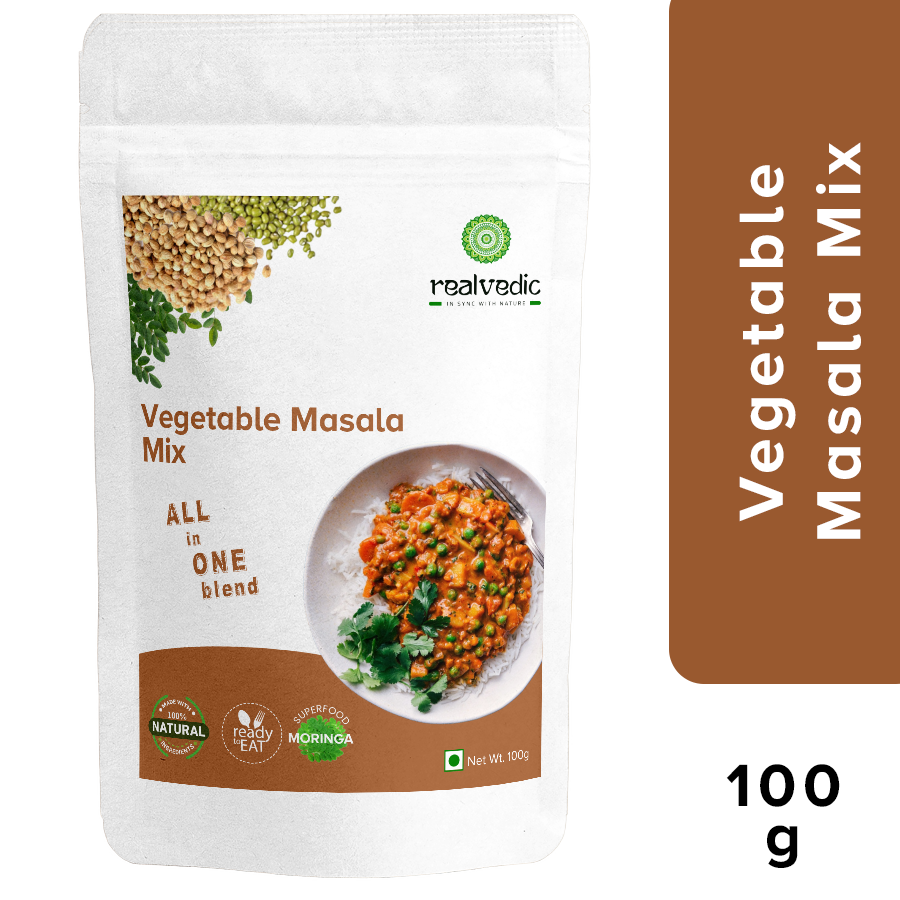 realvedic
IN SYNC WITH NATURE
Vegetable Masala
Mix
ALL
in
ONE
blend
MADE WITH
100%
NATURAL
INGREDIENTS
ready
to EAT
SUPERFOOD
MORINGA
Net Wt. 100g
Vegetable
Masala Mix
100
g